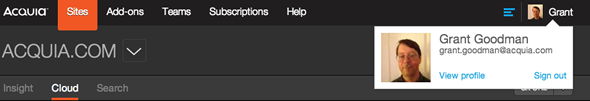 ACQUIA Sites Add-ons Teams Subscriptions Help Grant
ACQUIA.COM
Grant Goodman
grant.goodman@acquia.com
View profile Sign out
Insight Cloud Search